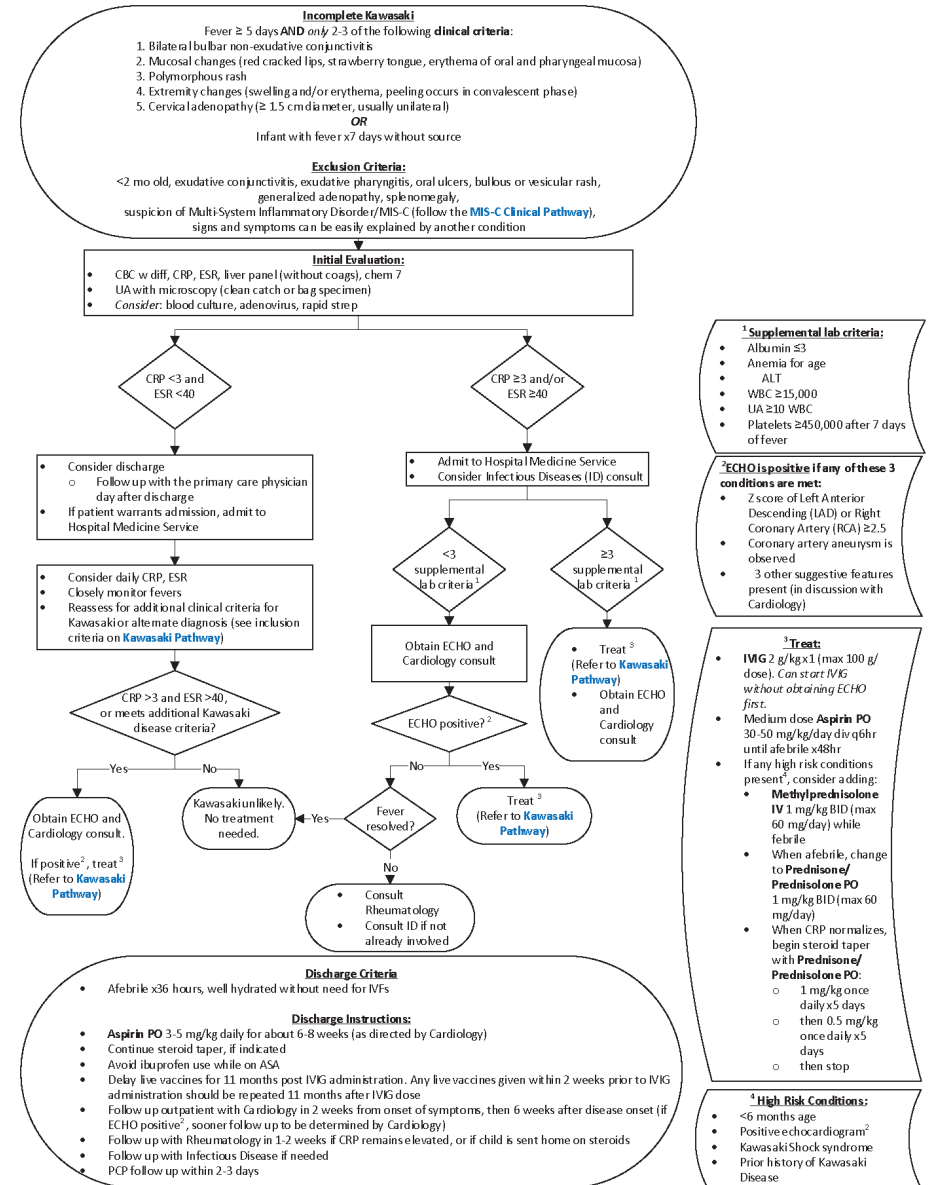 Incomplete Kawasaki
Fever ≥ 5 days AND only 2-3 of the following clinical criteria:
1. Bilateral bulbar non-exudative conjunctivitis
2. Mucosal changes (red cracked lips, strawberry tongue, erythema of oral and pharyngeal mucosa)
3. Polymorphous rash
4. Extremity changes (swelling and/or erythema, peeling occurs in convalescent phase)
5. Cervical adenopathy (≥ 1.5 cm diameter, usually unilateral)
OR
Infant with fever x7 days without source
Exclusion Criteria:
<2 mo old, exudative conjunctivitis, exudative pharyngitis, oral ulcers, bullous or vesicular rash,
generalized adenopathy, splenomegaly,
suspicion of Multi-System Inflammatory Disorder/MIS-C (follow the MIS-C Clinical Pathway),
signs and symptoms can be easily explained by another condition
Initial Evaluation:
• CBC w diff, CRP, ESR, liver panel (without coags), chem 7
• UA with microscopy (clean catch or bag specimen)
• Consider: blood culture, adenovirus, rapid strep
CRP <3 and
ESR <40
CRP ≥3 and/or
ESR ≥40
• Consider discharge
o Follow up with the primary care physician
day after discharge
• If patient warrants admission, admit to
Hospital Medicine Service
• Admit to Hospital Medicine Service
• Consider Infectious Diseases (ID) consult
• Consider daily CRP, ESR
• Closely monitor fevers
• Reassess for additional clinical criteria for
Kawasaki or alternate diagnosis (see inclusion
criteria on Kawasaki Pathway)
<3
supplemental
lab criteria 1
≥3
supplemental
lab criteria 1
Obtain ECHO and
Cardiology consult
• Treat 3
(Refer to Kawasaki
Pathway)
• Obtain ECHO
and
Cardiology
consult
CRP >3 and ESR >40,
or meets additional Kawasaki
disease criteria?
ECHO positive? 2
Yes
No
No
Yes
Obtain ECHO and
Cardiology consult.
If positive2, treat3
(Refer to Kawasaki
Pathway)
Kawasaki unlikely.
No treatment
needed.
Yes
Fever
resolved?
Treat 3
(Refer to Kawasaki
Pathway)
No
• Consult
Rheumatology
• Consult ID if not
already involved
Discharge Criteria
• Afebrile x36 hours, well hydrated without need for IVFs
Discharge Instructions:
• Aspirin PO 3-5 mg/kg daily for about 6-8 weeks (as directed by Cardiology)
• Continue steroid taper, if indicated
• Avoid ibuprofen use while on ASA
• Delay live vaccines for 11 months post IVIG administration. Any live vaccines given within 2 weeks prior to IVIG
administration should be repeated 11 months after IVIG dose
• Follow up outpatient with Cardiology in 2 weeks from onset of symptoms, then 6 weeks after disease onset (if
ECHO positive2, sooner follow up to be determined by Cardiology)
• Follow up with Rheumatology in 1-2 weeks if CRP remains elevated, or if child is sent home on steroids
• Follow up with Infectious Disease if needed
• PCP follow up within 2-3 days
1 Supplemental lab criteria:
• Albumin ≤3
• Anemia for age
• ALT
• WBC ≥15,000
• UA ≥10 WBC
• Platelets ≥450,000 after 7 days
of fever
2ECHO is positive if any of these 3
conditions are met:
• Z score of Left Anterior
Descending (LAD) or Right
Coronary Artery (RCA) ≥2.5
• Coronary artery aneurysm is
observed
• 3 other suggestive features
present (in discussion with
Cardiology)
3 Treat:
• IVIG 2 g/kg x1 (max 100 g/
dose). Can start IVIG
without obtaining ECHO
first.
• Medium dose Aspirin PO
30-50 mg/kg/day div q6hr
until afebrile x48hr
• If any high risk conditions
present4, consider adding:
• Methylprednisolone
IV 1 mg/kg BID (max
60 mg/day) while
febrile
• When afebrile, change
to Prednisone/
Prednisolone PO
1 mg/kg BID (max 60
mg/day)
• When CRP normalizes,
begin steroid taper
with Prednisone/
Prednisolone PO:
o 1 mg/kg once
daily x5 days
o then 0.5 mg/kg
once daily x5
days
o then stop
4 High Risk Conditions:
• <6 months age
• Positive echocardiogram2
• Kawasaki Shock syndrome
• Prior history of Kawasaki
Disease